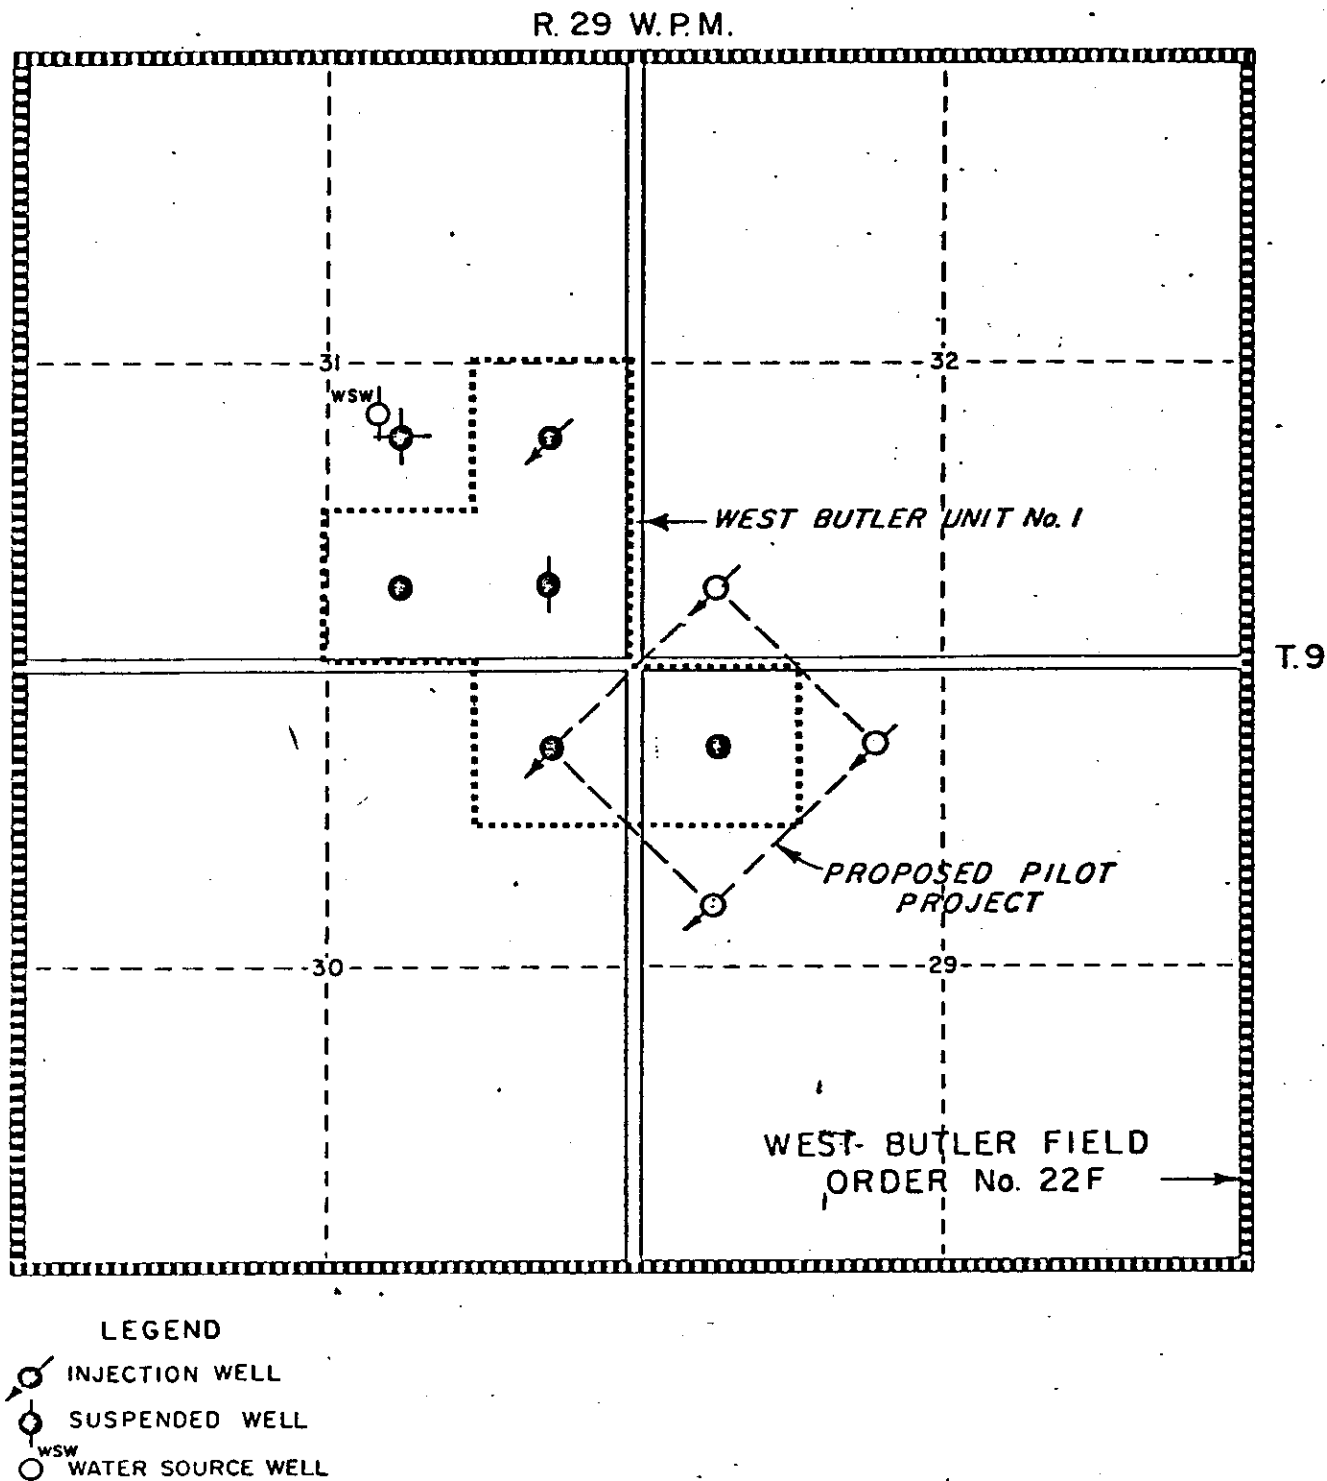 R. 29 W.P.M.
31
32
WSW
WEST BUTLER UNIT No. 1
T. 9
PROPOSED PILOT
PROJECT
30
29
WEST BUTLER FIELD
ORDER No. 22F
LEGEND
INJECTION WELL
SUSPENDED WELL
WSW
WATER SOURCE WELL